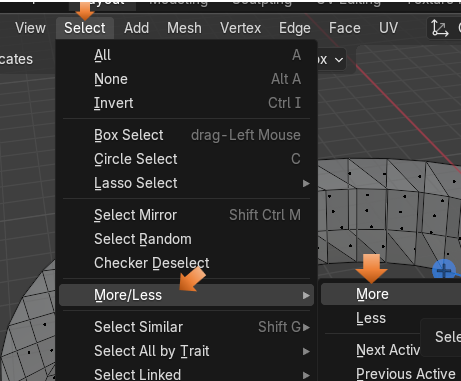 View Select Add Mesh Vertex Edge Face UV
cates
All A
None Alt A
Invert Ctrl I
Box Select drag-Left Mouse
Circle Select C
Lasso Select
Select Mirror Shift Ctrl M
Select Random
Checker Deselect
More/Less
More
Less
Select Similar Shift G
Sele
Select All by Trait
Next Activ
Select Linked
Previous Active